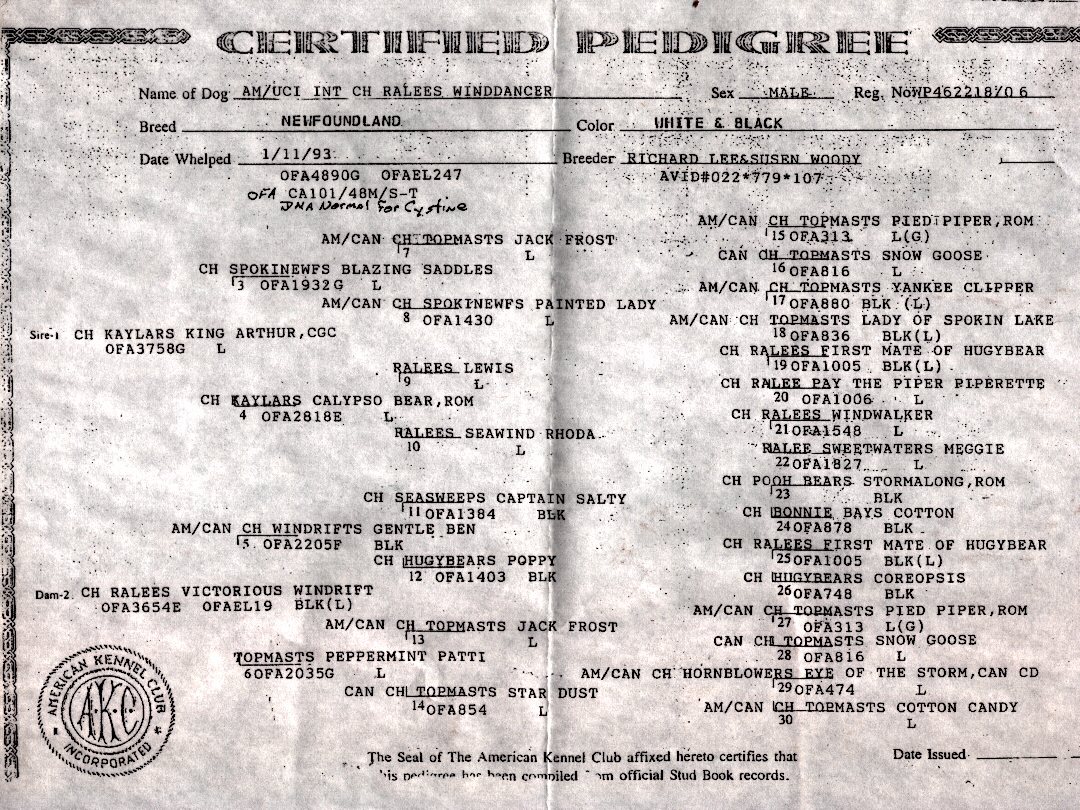 CERTIFIED PEDIGREE
Name of Dog AM/UCI INT CH RALEES WINDDANCER Sex MALE Reg. No WP462218/06
Breed NEWFOUNDLAND Color WHITE & BLACK
Date Whelped 1/11/93 Breeder RICHARD LEE&SUSEN WOODY
OFA4890G OFAEL247 AVID#022*779*107
OFA CA101/48M/S-T
DNA Normal For Cystine
AM/CAN CH TOPMASTS PIED PIPER,ROM
15 OFA313 L(G)
AM/CAN CH TOPMASTS JACK FROST
7 L
CAN CH TOPMASTS SNOW GOOSE
16 OFA816 L
CH SPOKINEWFS BLAZING SADDLES
3 OFA1932G L
AM/CAN CH TOPMASTS YANKEE CLIPPER
17 OFA880 BLK (L)
AM/CAN CH SPOKINEWFS PAINTED LADY
8 OFA1430 L
AM/CAN CH TOPMASTS LADY OF SPOKIN LAKE
18 OFA836 BLK(L)
Sire-1 CH KAYLARS KING ARTHUR,CGC
OFA3758G L
CH RALEES FIRST MATE OF HUGYBEAR
19 OFA1005 BLK(L)
RALEES LEWIS
9 L
CH RALEE PAY THE PIPER PIPERETTE
20 OFA1006 L
CH KAYLARS CALYPSO BEAR,ROM
4 OFA2818E L
CH RALEES WINDWALKER
21 OFA1548 L
RALEES SEAWIND RHODA
10 L
RALEE SWEETWATERS MEGGIE
22 OFA1827 L
CH POOH BEARS STORMALONG,ROM
23 BLK
CH SEASWEEPS CAPTAIN SALTY
11 OFA1384 BLK
CH BONNIE BAYS COTTON
24 OFA878 BLK
AM/CAN CH WINDRIFTS GENTLE BEN
5 OFA2205F BLK
CH RALEES FIRST MATE OF HUGYBEAR
25 OFA1005 BLK(L)
CH HUGYBEARS POPPY
12 OFA1403 BLK
CH HUGYBEARS COREOPSIS
26 OFA748 BLK
Dam-2 CH RALEES VICTORIOUS WINDRIFT
OFA3654E OFAEL19 BLK(L)
AM/CAN CH TOPMASTS PIED PIPER,ROM
27 OFA313 L(G)
AM/CAN CH TOPMASTS JACK FROST
13 L
CAN CH TOPMASTS SNOW GOOSE
28 OFA816 L
TOPMASTS PEPPERMINT PATTI
6 OFA2035G L
AM/CAN CH HORNBLOWERS EYE OF THE STORM,CAN CD
29 OFA474 L
CAN CH TOPMASTS STAR DUST
14 OFA854 L
AM/CAN CH TOPMASTS COTTON CANDY
30 L
AMERICAN KENNEL CLUB
A.K.C
INCORPORATED
The Seal of The American Kennel Club affixed hereto certifies that
his pedigree has been compiled from official Stud Book records.
Date Issued